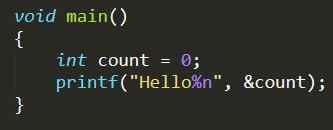 void main()
{
    int count = 0;
    printf("Hello%n", &count);
}